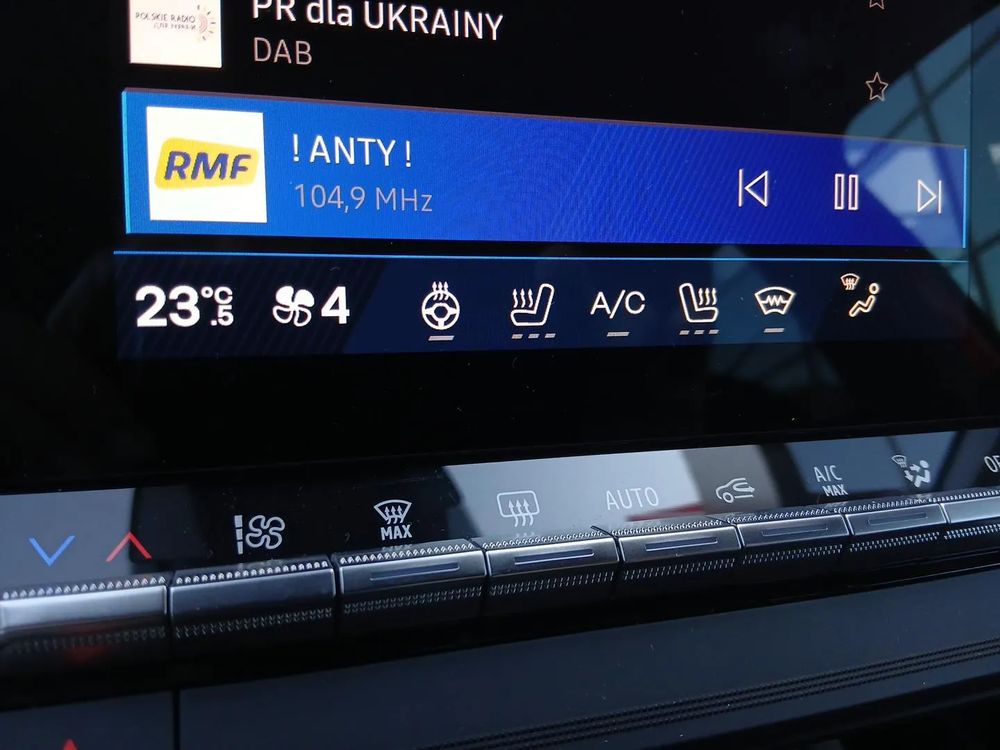 POLSKIE RADIO
PR dla UKRAINY
DAB
RMF
! ANTY !
104,9 MHz
23°C.5
4
A/C
MAX
AUTO
A/C
MAX